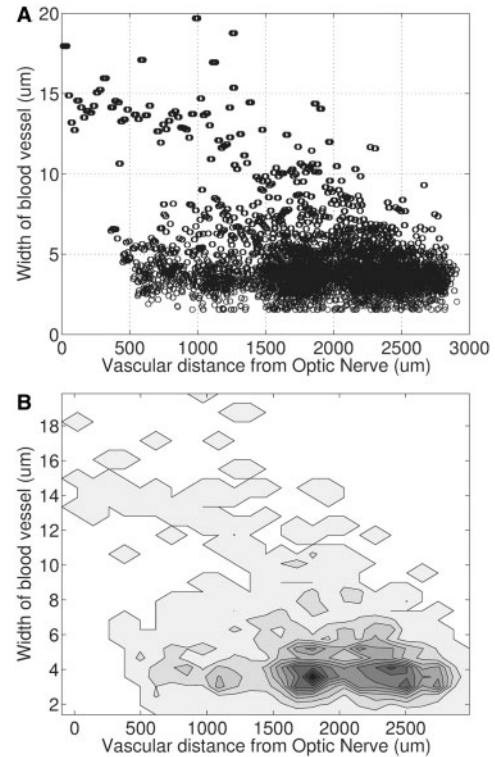 A
20
15
10
5
0
Width of blood vessel (um)
0 500 1000 1500 2000 2500 3000
Vascular distance from Optic Nerve (um)
B
18
16
14
12
10
8
6
4
2
Width of blood vessel (um)
0 500 1000 1500 2000 2500
Vascular distance from Optic Nerve (um)